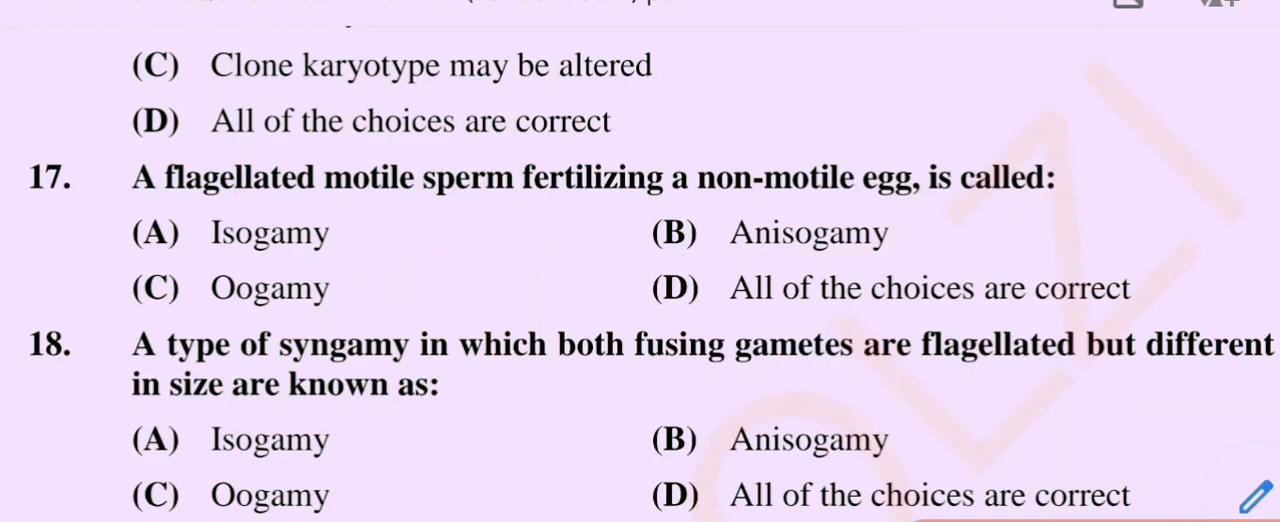 (C) Clone karyotype may be altered
(D) All of the choices are correct
17. A flagellated motile sperm fertilizing a non-motile egg, is called:
(A) Isogamy (B) Anisogamy
(C) Oogamy (D) All of the choices are correct
18. A type of syngamy in which both fusing gametes are flagellated but different
in size are known as:
(A) Isogamy (B) Anisogamy
(C) Oogamy (D) All of the choices are correct